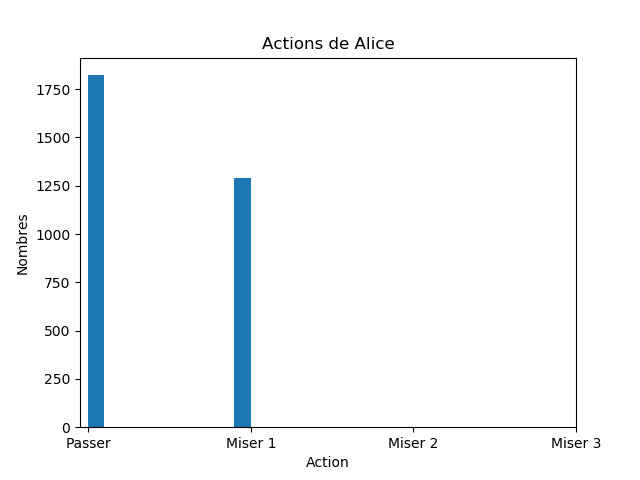 Actions de Alice
Nombres
1750
1500
1250
1000
750
500
250
0
Passer
Miser 1
Miser 2
Miser 3
Action